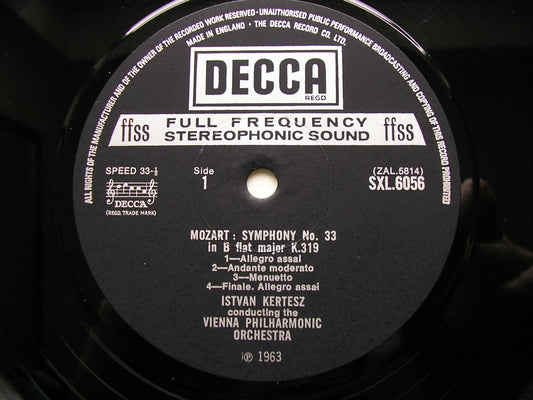 ALL RIGHTS OF THE MANUFACTURER AND OF THE OWNER OF THE RECORDED WORK RESERVED · UNAUTHORISED PUBLIC PERFORMANCE BROADCASTING AND COPYING OF THIS RECORD PROHIBITED
MADE IN ENGLAND · THE DECCA RECORD CO. LTD.
DECCA
REGD.
ffss FULL FREQUENCY ffss
STEREOPHONIC SOUND
SPEED 33-⅓ Side (ZAL.5814)
1 SXL.6056
DECCA
(REGD. TRADE MARK)
MOZART : SYMPHONY No. 33
in B flat major K.319
1—Allegro assai
2—Andante moderato
3—Menuetto
4—Finale. Allegro assai
ISTVAN KERTESZ
conducting the
VIENNA PHILHARMONIC
ORCHESTRA
℗ 1963